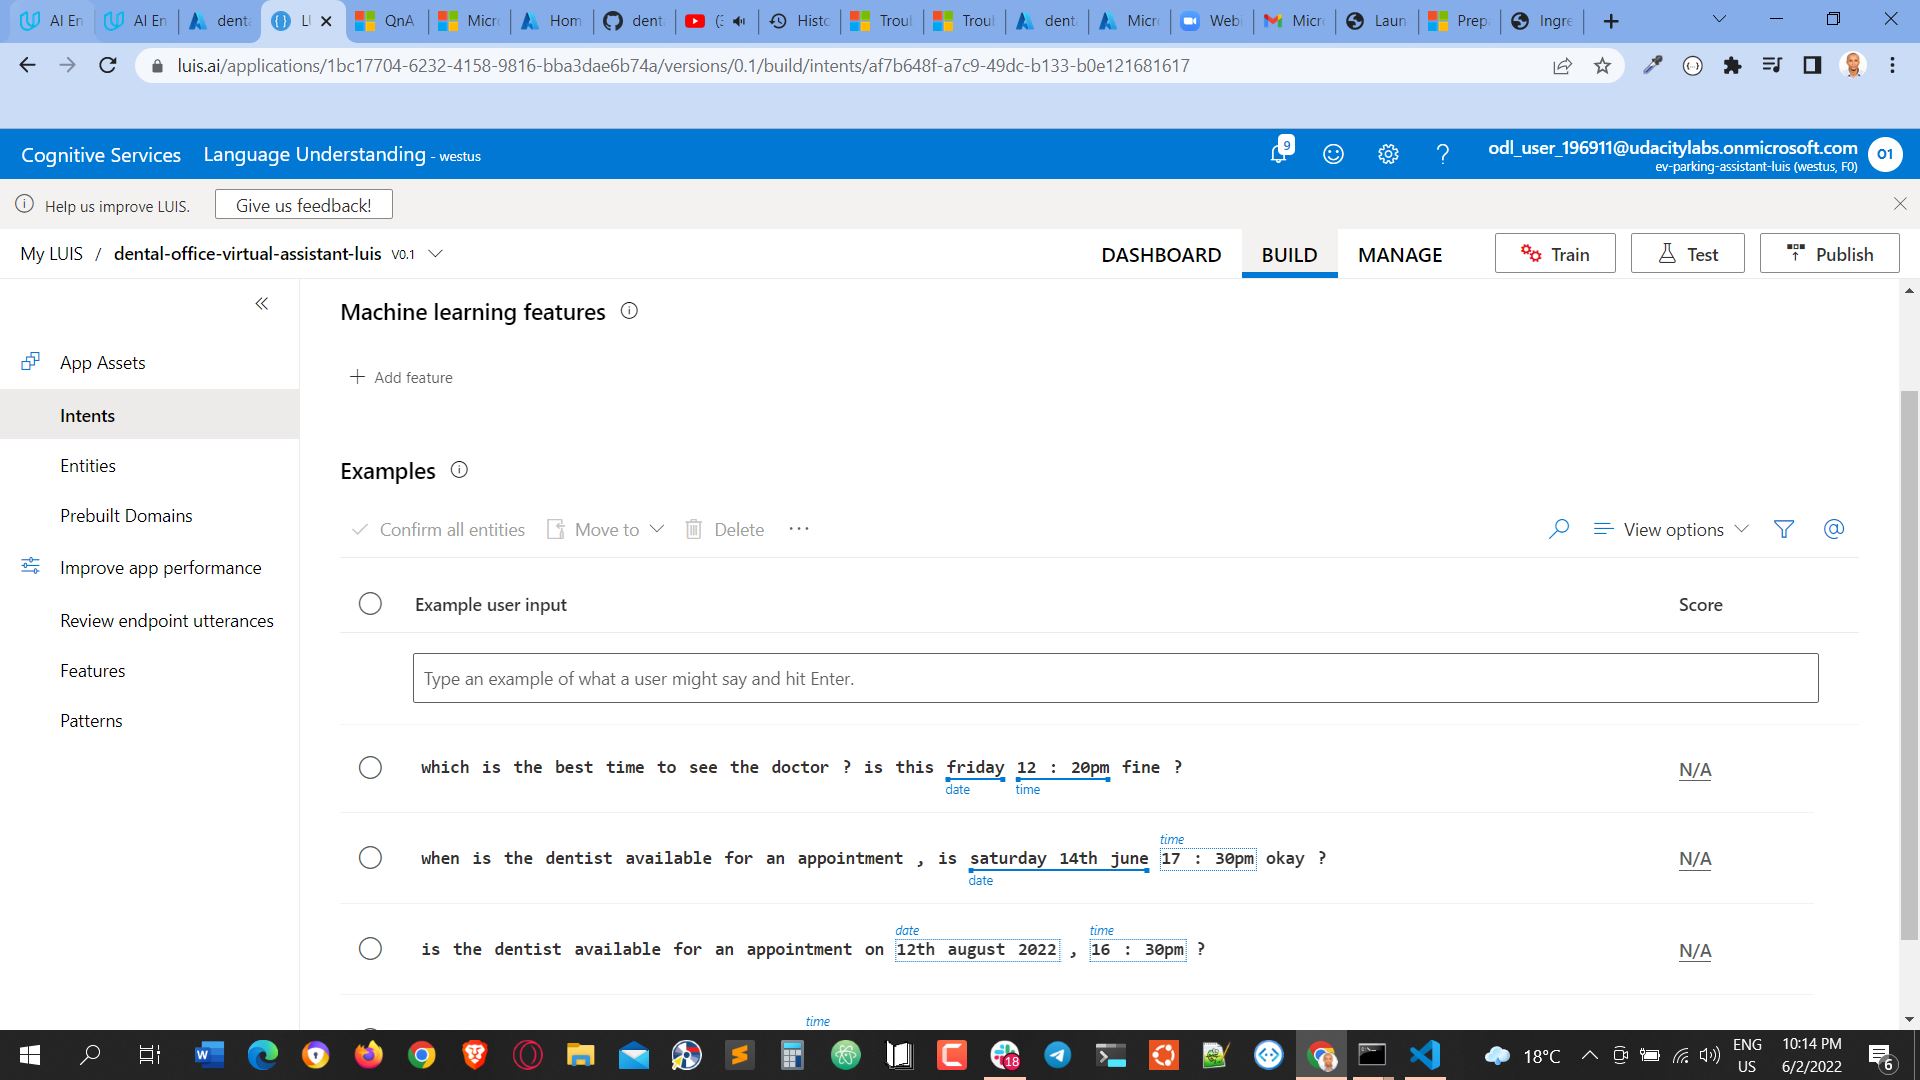 AI En
AI En
denta
LU
QnA
Micro
Hom
denta
(3
Histo
Troul
Troul
denta
Micro
Webi
Micro
Laun
Prep
Ingre
luis.ai/applications/1bc17704-6232-4158-9816-bba3dae6b74a/versions/0.1/build/intents/af7b648f-a7c9-49dc-b133-b0e121681617
Cognitive Services
Language Understanding - westus
9
odl_user_196911@udacitylabs.onmicrosoft.com
ev-parking-assistant-luis (westus, F0)
O1
Help us improve LUIS.
Give us feedback!
My LUIS / dental-office-virtual-assistant-luis V0.1
DASHBOARD
BUILD
MANAGE
Train
Test
Publish
App Assets
Intents
Entities
Prebuilt Domains
Improve app performance
Review endpoint utterances
Features
Patterns
Machine learning features
+ Add feature
Examples
Confirm all entities
Move to
Delete
...
View options
@
Example user input
Score
Type an example of what a user might say and hit Enter.
which is the best time to see the doctor ? is this friday 12 : 20pm fine ?
date time
N/A
time
when is the dentist available for an appointment , is saturday 14th june 17 : 30pm okay ?
date
N/A
date time
is the dentist available for an appointment on 12th august 2022 , 16 : 30pm ?
N/A
time
18
18°C
ENG
US
10:14 PM
6/2/2022
6